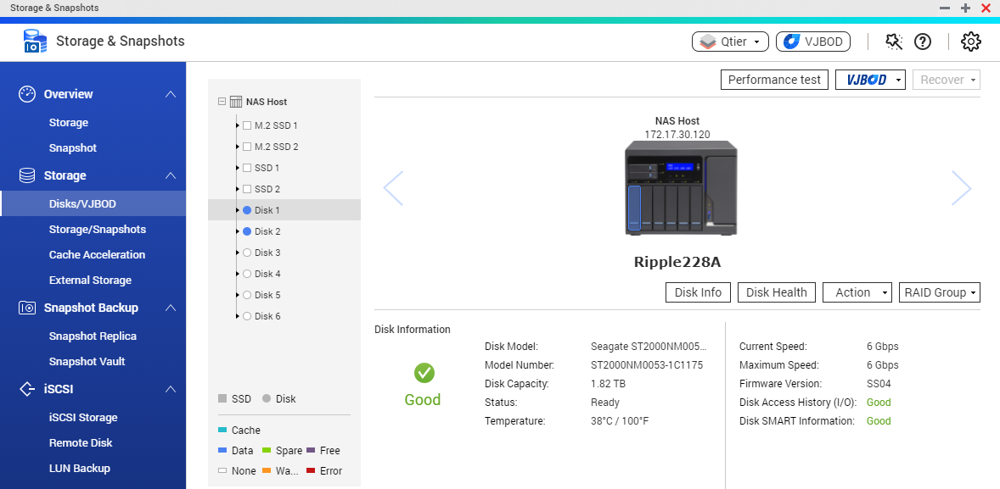 Storage & Snapshots
Storage & Snapshots
Qtier
VJBOD
Overview
Storage
Snapshot
Storage
Disks/VJBOD
Storage/Snapshots
Cache Acceleration
External Storage
Snapshot Backup
Snapshot Replica
Snapshot Vault
iSCSI
iSCSI Storage
Remote Disk
LUN Backup
NAS Host
M.2 SSD 1
M.2 SSD 2
SSD 1
SSD 2
Disk 1
Disk 2
Disk 3
Disk 4
Disk 5
Disk 6
SSD Disk
Cache
Data Spare Free
None Wa... Error
Performance test VJBOD Recover
NAS Host
172.17.30.120
Ripple228A
Disk Info Disk Health Action RAID Group
Disk Information
Good
Disk Model: Seagate ST2000NM005...
Model Number: ST2000NM0053-1C1175
Disk Capacity: 1.82 TB
Status: Ready
Temperature: 38°C / 100°F
Current Speed: 6 Gbps
Maximum Speed: 6 Gbps
Firmware Version: SS04
Disk Access History (I/O): Good
Disk SMART Information: Good